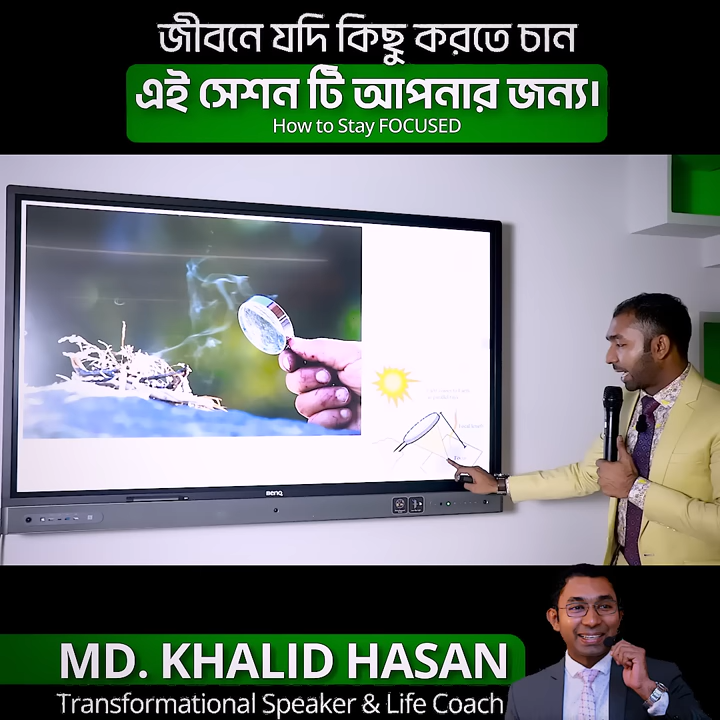 জীবনে যদি কিছু করতে চান
এই সেশন টি আপনার জন্য।
How to Stay FOCUSED
BenQ
MD. KHALID HASAN
Transformational Speaker & Life Coach